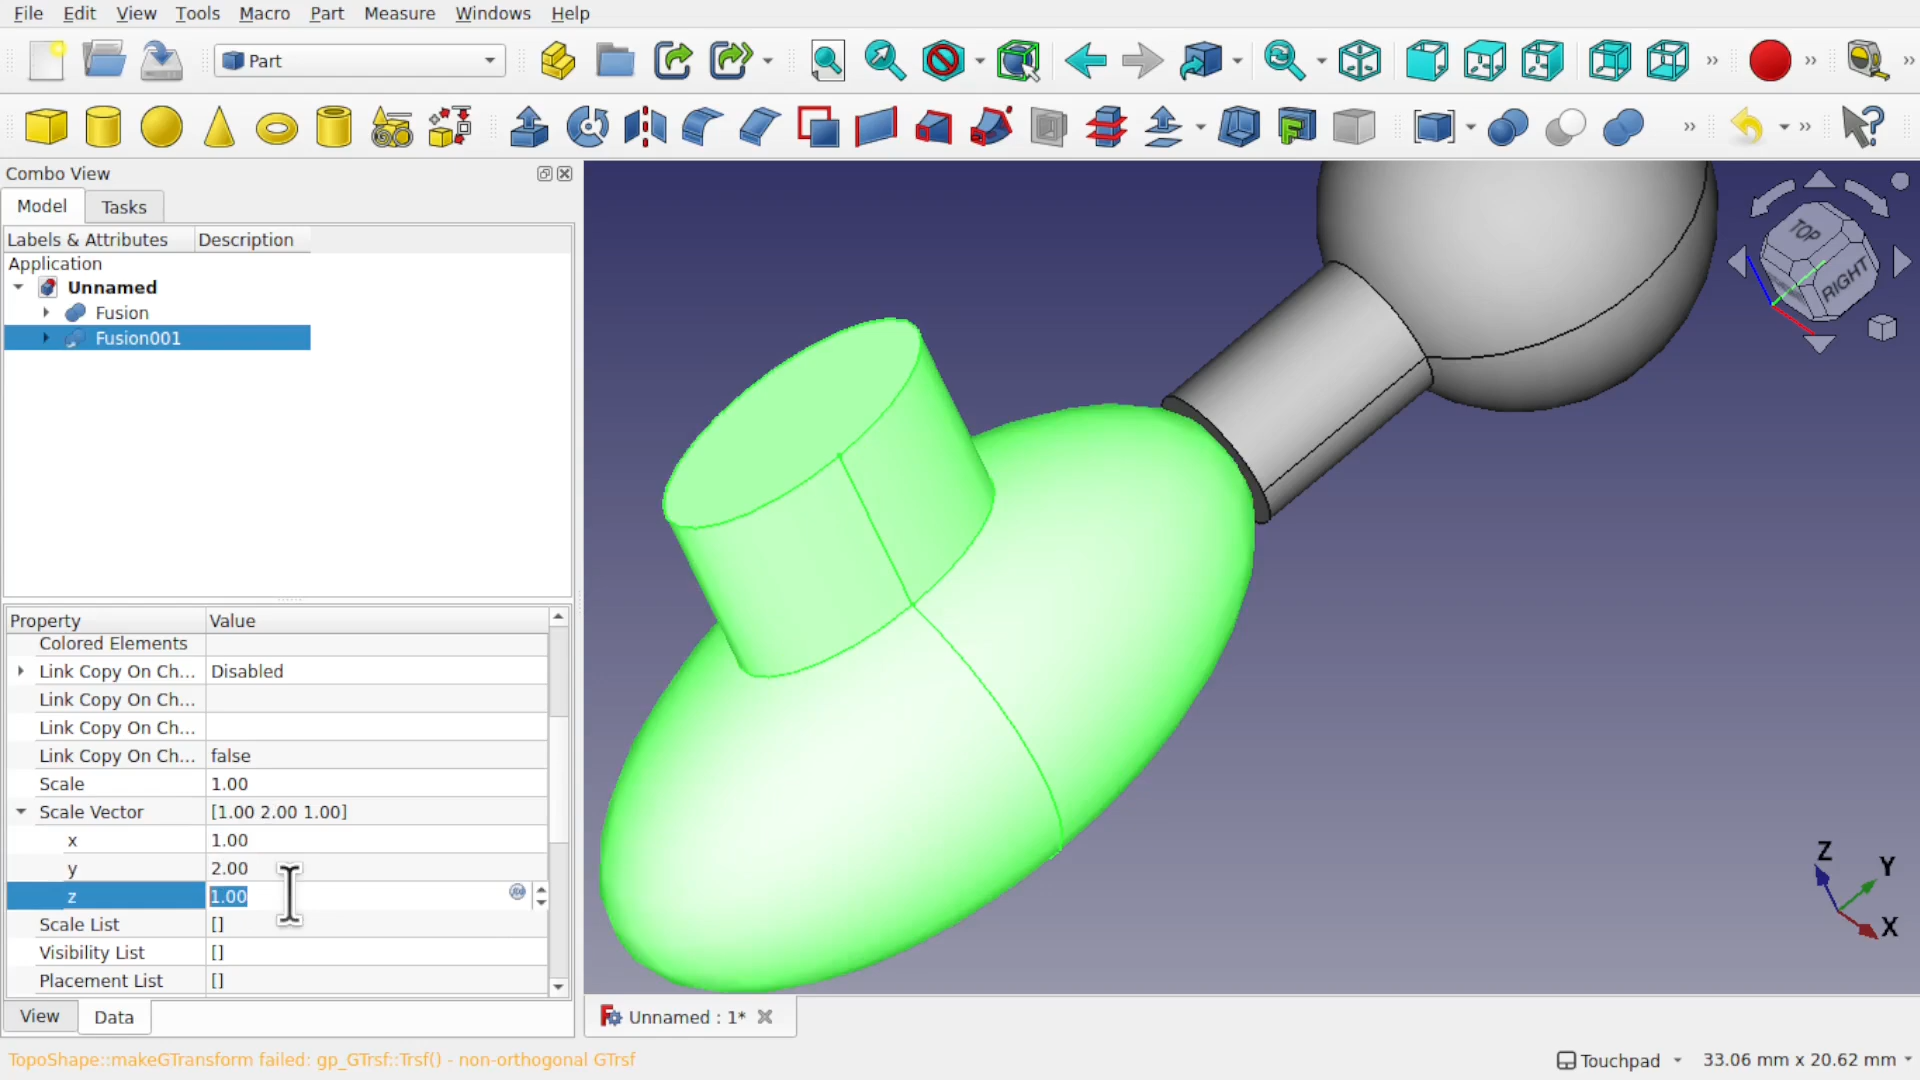 File Edit View Tools Macro Part Measure Windows Help
Part
Combo View
Model Tasks
Labels & Attributes Description
Application
Unnamed
Fusion
Fusion001
Property Value
Colored Elements
Link Copy On Ch... Disabled
Link Copy On Ch...
Link Copy On Ch...
Link Copy On Ch... false
Scale 1.00
Scale Vector [1.00 2.00 1.00]
x 1.00
y 2.00
z 1.00
Scale List []
Visibility List []
Placement List []
View Data
TOP
RIGHT
Z
Y
X
Unnamed : 1*
TopoShape::makeGTransform failed: gp_GTrsf::Trsf() - non-orthogonal GTrsf
Touchpad 33.06 mm x 20.62 mm